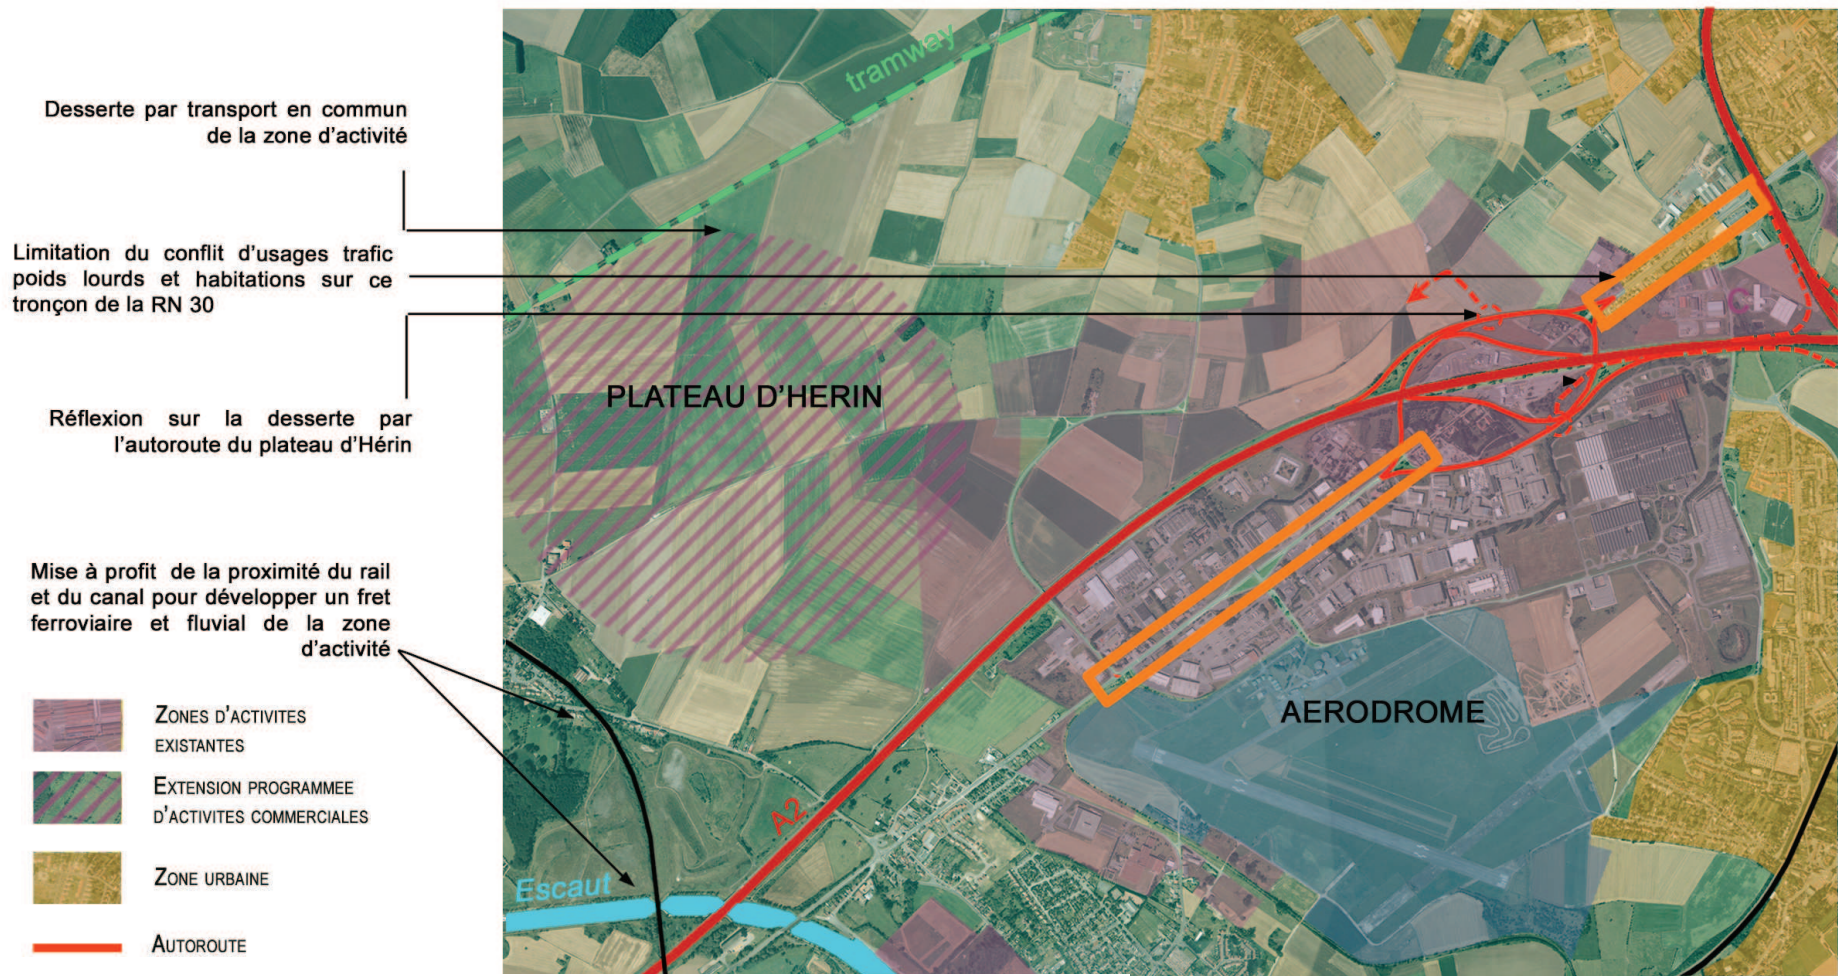 Desserte par transport en commun
de la zone d'activité
Limitation du conflit d'usages trafic
poids lourds et habitations sur ce
tronçon de la RN 30
Réflexion sur la desserte par
l'autoroute du plateau d'Hérin
Mise à profit de la proximité du rail
et du canal pour développer un fret
ferroviaire et fluvial de la zone
d'activité
ZONES D'ACTIVITES
EXISTANTES
EXTENSION PROGRAMMEE
D'ACTIVITES COMMERCIALES
ZONE URBAINE
AUTOROUTE
tramway
PLATEAU D'HERIN
AERODROME
A2
Escaut